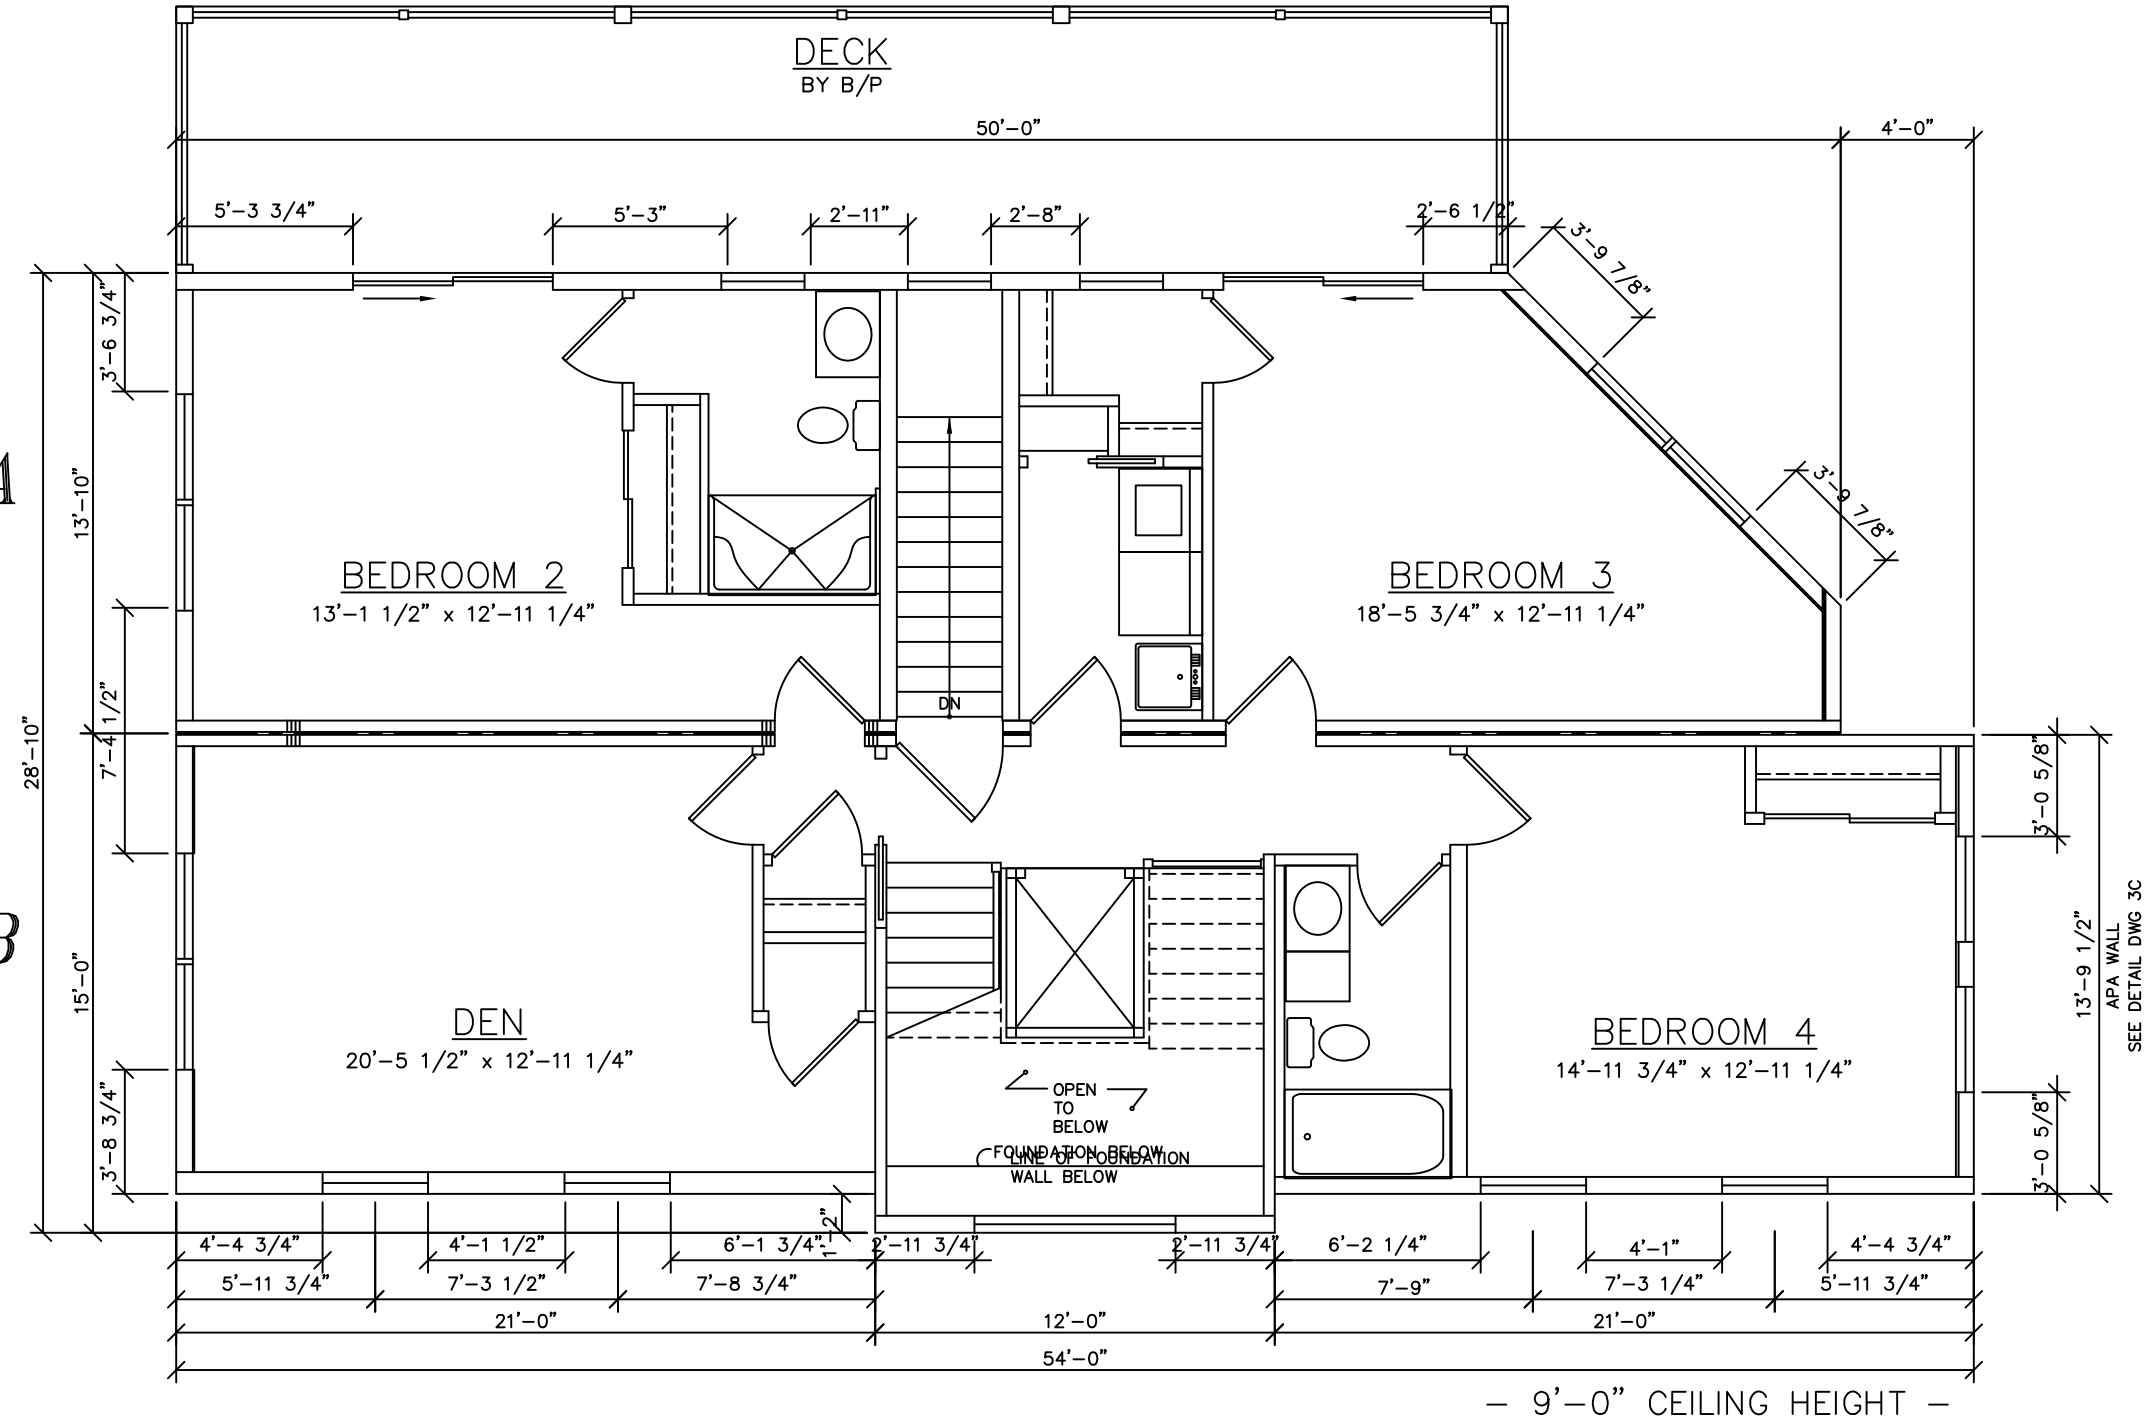 DECK
BY B/P
50'-0"
4'-0"
5'-3 3/4"
5'-3"
2'-11"
2'-8"
2'-6 1/2"
3'-9 7/8"
3'-9 7/8"
3'-6 3/4"
13'-10"
7'-4 1/2"
28'-10"
A
BEDROOM 2
13'-1 1/2" x 12'-11 1/4"
BEDROOM 3
18'-5 3/4" x 12'-11 1/4"
DN
3'-0 5/8"
B
15'-0"
3'-8 3/4"
DEN
20'-5 1/2" x 12'-11 1/4"
BEDROOM 4
14'-11 3/4" x 12'-11 1/4"
13'-9 1/2"
APA WALL
SEE DETAIL DWG 3C
3'-0 5/8"
OPEN
TO
BELOW
FOUNDATION BELOW
LINE OF FOUNDATION
WALL BELOW
1'-2"
4'-4 3/4"
4'-1 1/2"
6'-1 3/4"
2'-11 3/4"
2'-11 3/4"
6'-2 1/4"
4'-1"
4'-4 3/4"
5'-11 3/4"
7'-3 1/2"
7'-8 3/4"
7'-9"
7'-3 1/4"
5'-11 3/4"
21'-0"
12'-0"
21'-0"
54'-0"
- 9'-0" CEILING HEIGHT -